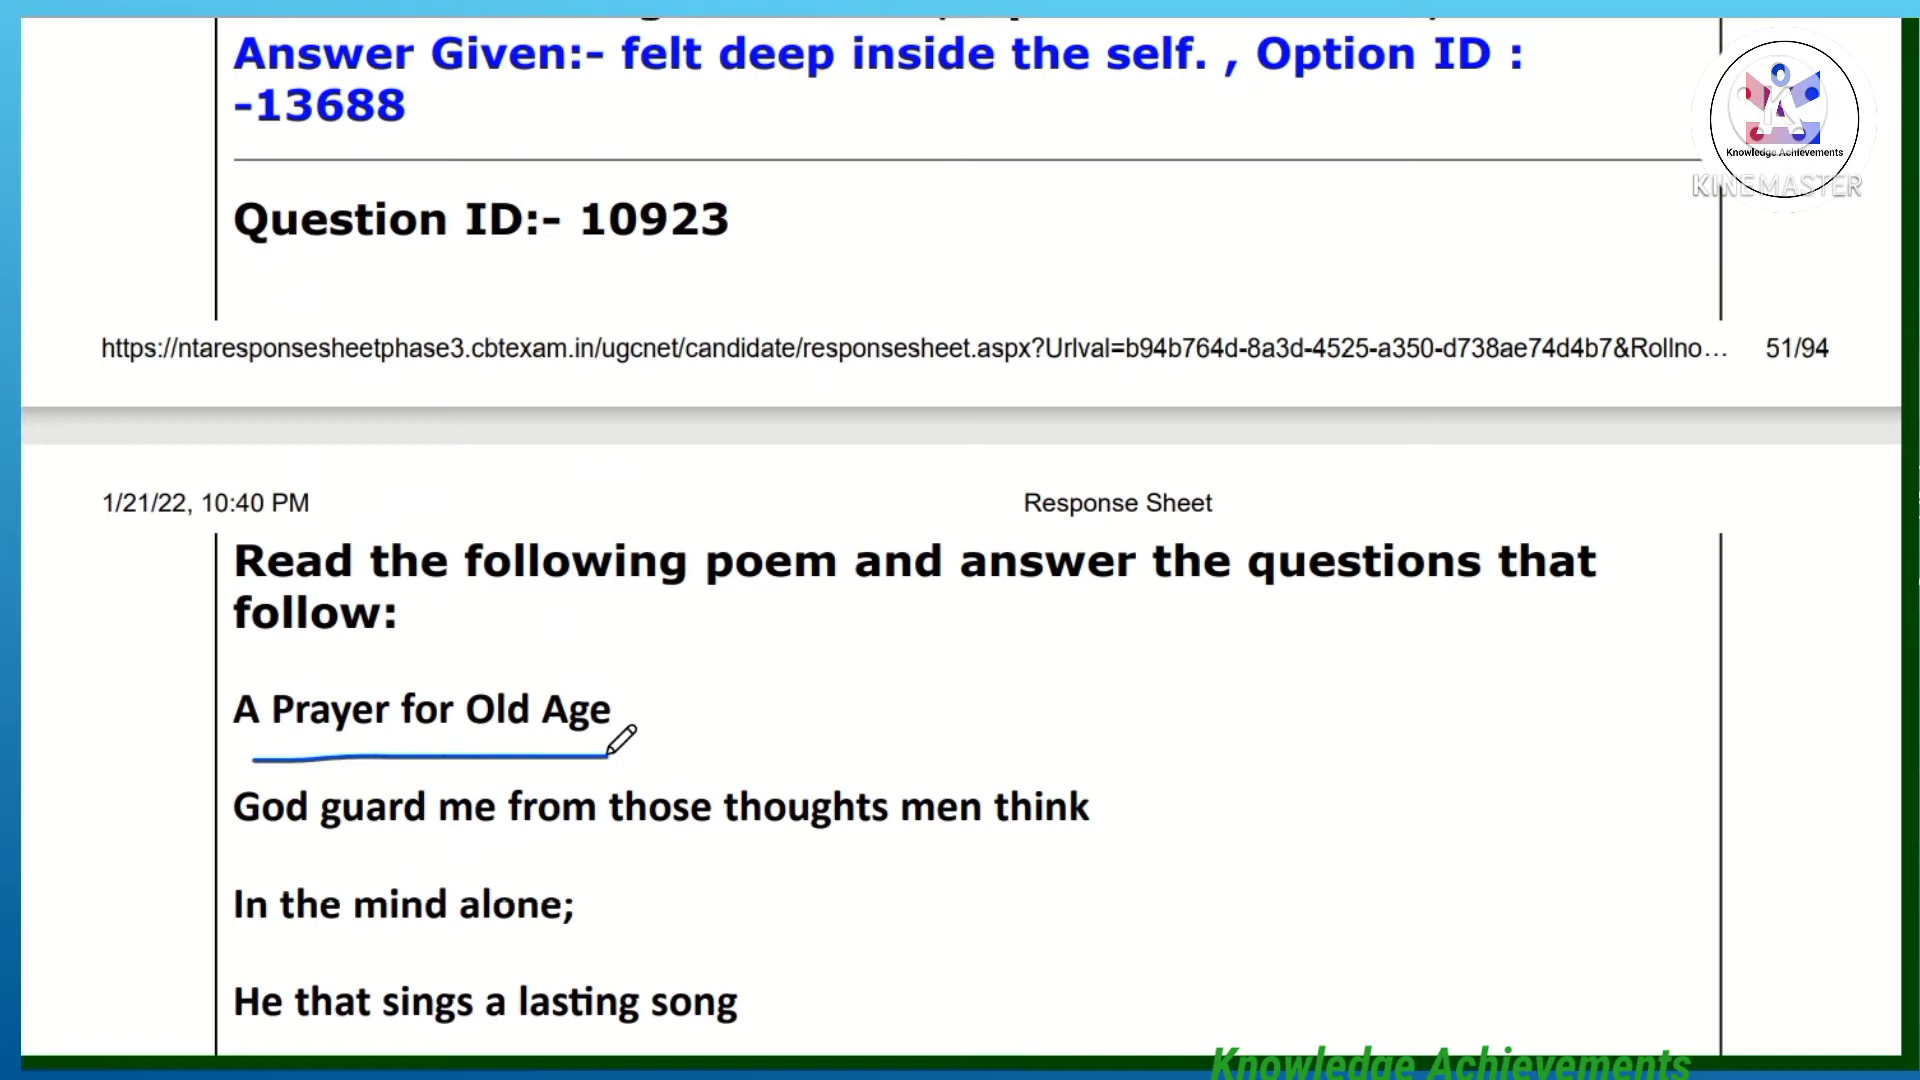 Answer Given:- felt deep inside the self. , Option ID :
-13688
Knowledge Achievements
KINEMASTER
Question ID:- 10923
https://ntaresponsesheetphase3.cbtexam.in/ugcnet/candidate/responsesheet.aspx?Urlval=b94b764d-8a3d-4525-a350-d738ae74d4b7&Rollno… 51/94
1/21/22, 10:40 PM Response Sheet
Read the following poem and answer the questions that
follow:
A Prayer for Old Age
God guard me from those thoughts men think
In the mind alone;
He that sings a lasting song
Knowledge Achievements